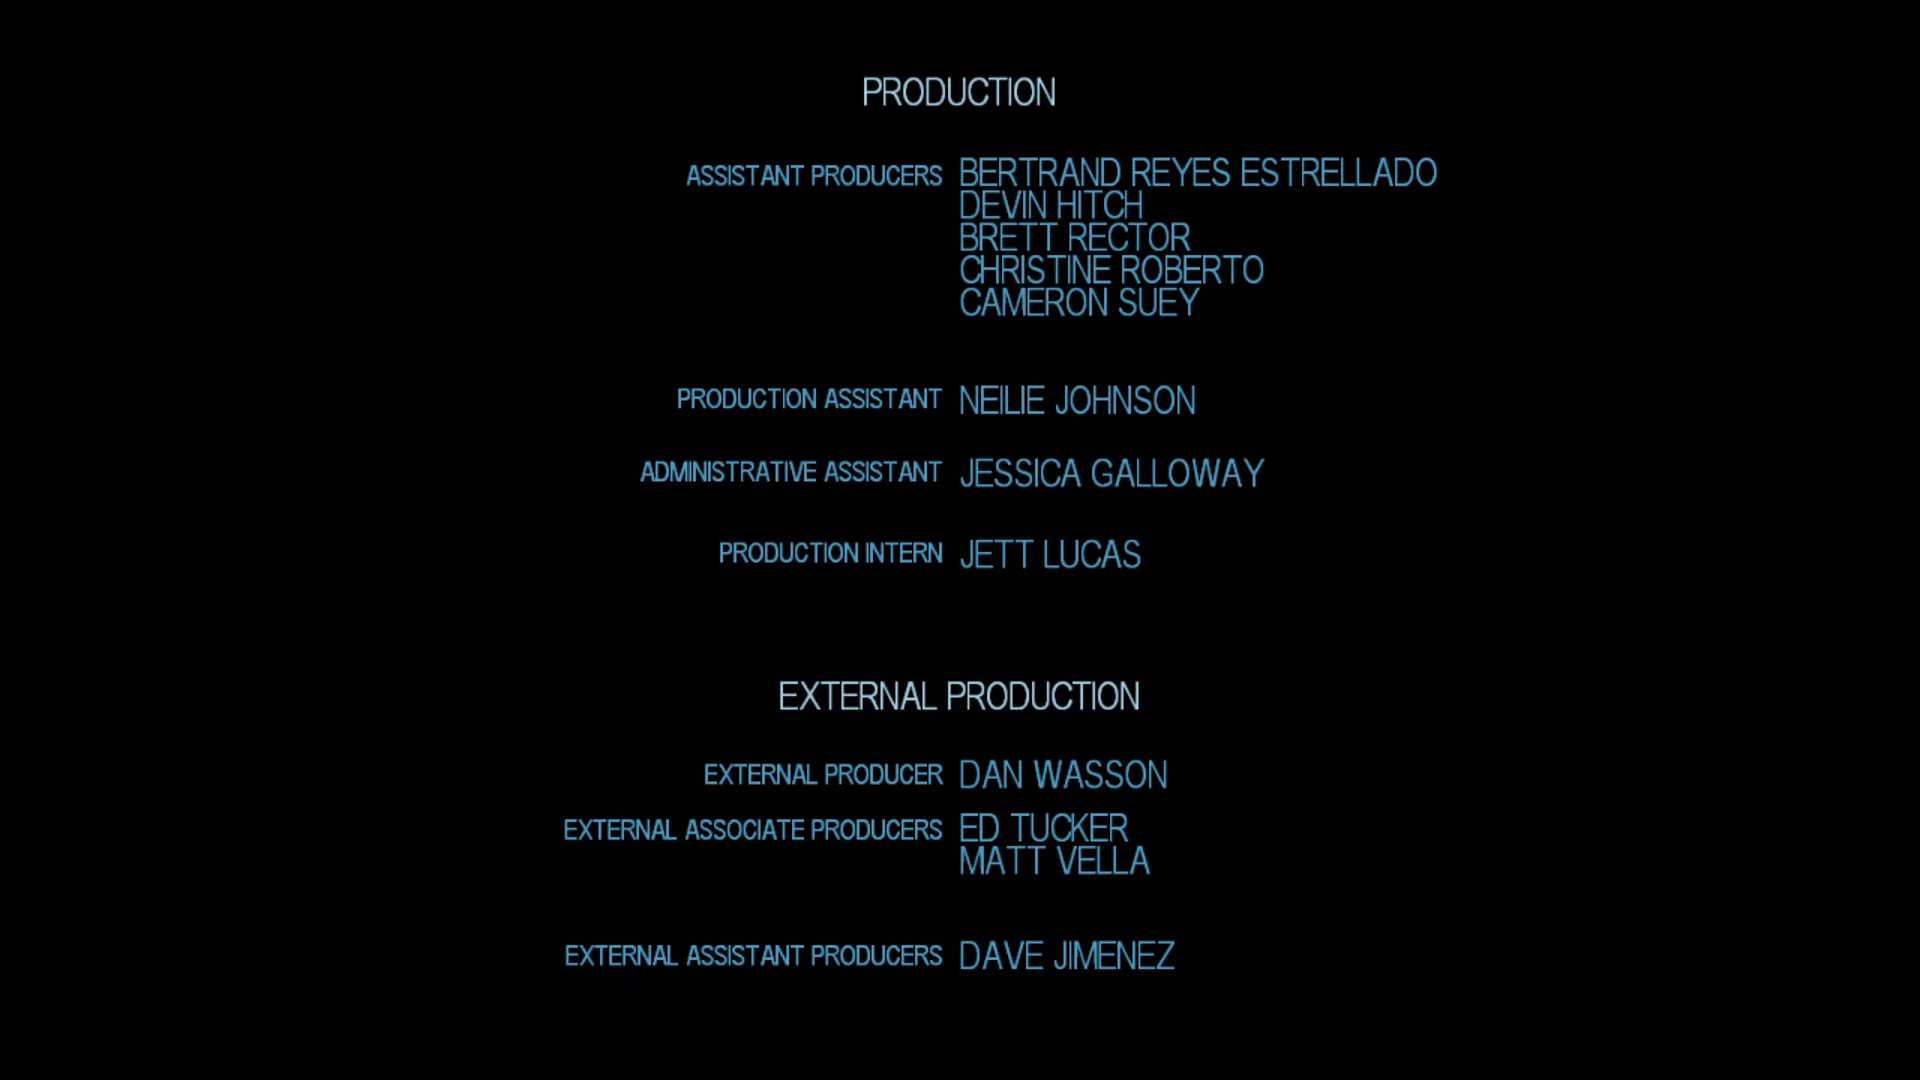 PRODUCTION
ASSISTANT PRODUCERS BERTRAND REYES ESTRELLADO
DEVIN HITCH
BRETT RECTOR
CHRISTINE ROBERTO
CAMERON SUEY
PRODUCTION ASSISTANT NEILIE JOHNSON
ADMINISTRATIVE ASSISTANT JESSICA GALLOWAY
PRODUCTION INTERN JETT LUCAS
EXTERNAL PRODUCTION
EXTERNAL PRODUCER DAN WASSON
EXTERNAL ASSOCIATE PRODUCERS ED TUCKER
MATT VELLA
EXTERNAL ASSISTANT PRODUCERS DAVE JIMENEZ